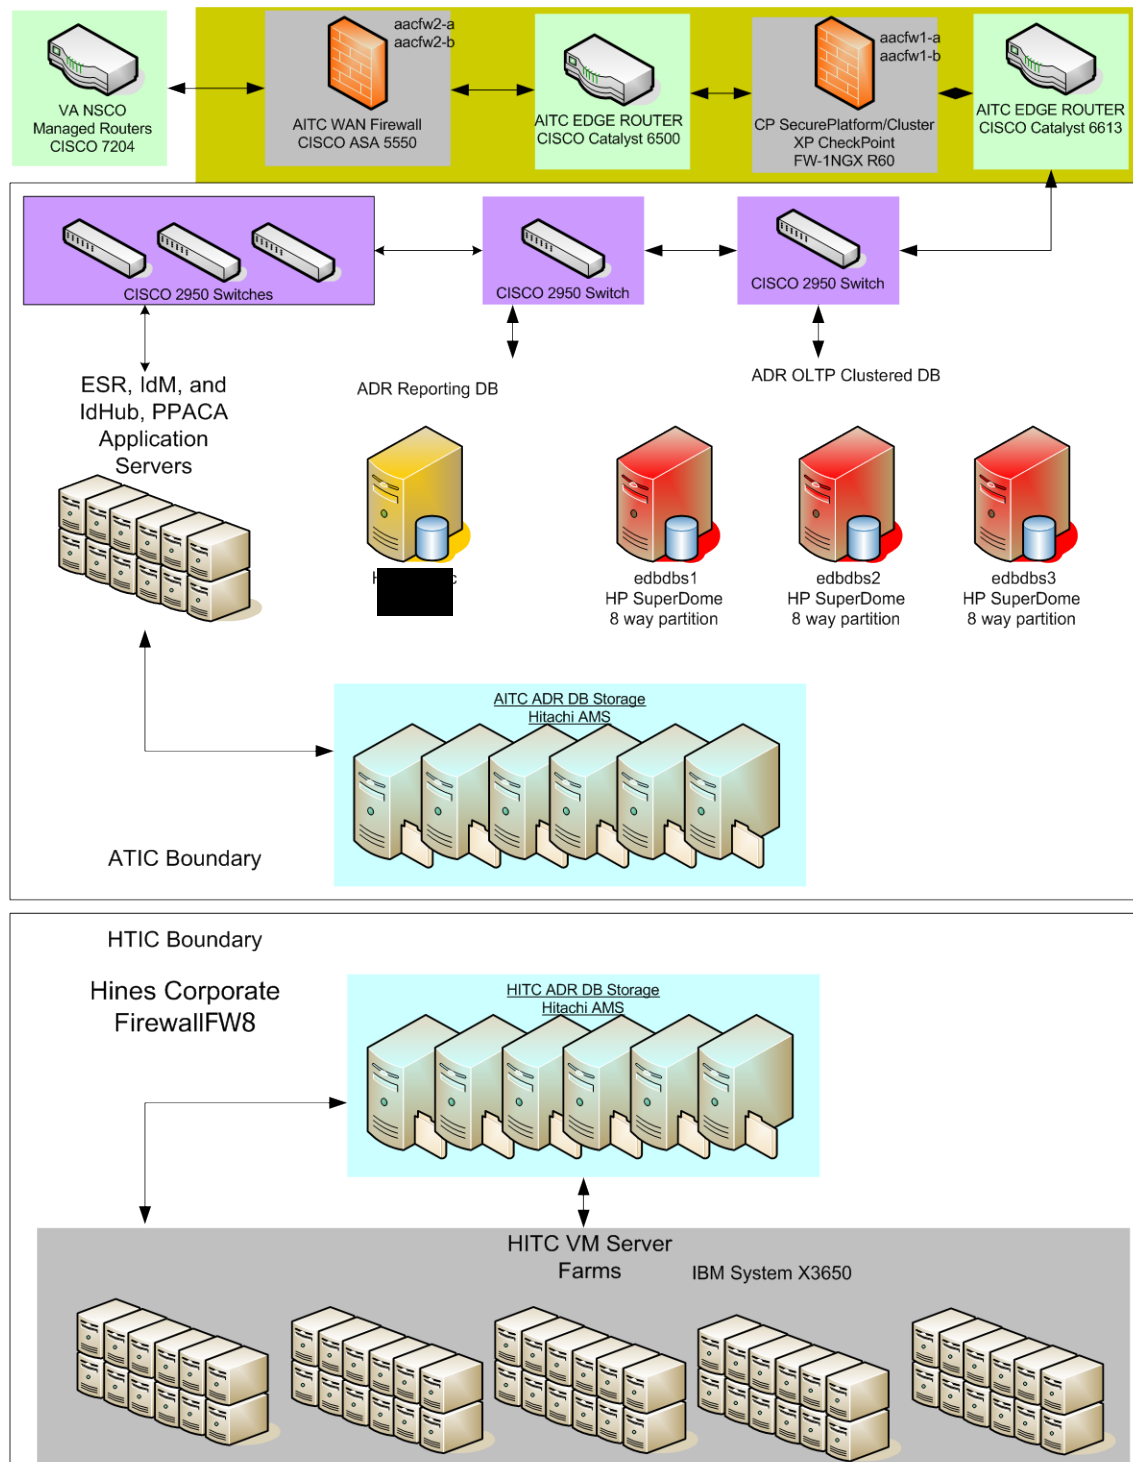 aacfw2-a
aacfw2-b
aacfw1-a
aacfw1-b
VA NSCO
Managed Routers
CISCO 7204
AITC WAN Firewall
CISCO ASA 5550
AITC EDGE ROUTER
CISCO Catalyst 6500
CP SecurePlatform/Cluster
XP CheckPoint
FW-1NGX R60
AITC EDGE ROUTER
CISCO Catalyst 6613
CISCO 2950 Switches
CISCO 2950 Switch
CISCO 2950 Switch
ESR, IdM, and
IdHub, PPACA
Application
Servers
ADR Reporting DB
ADR OLTP Clustered DB
edbdbs1
HP SuperDome
8 way partition
edbdbs2
HP SuperDome
8 way partition
edbdbs3
HP SuperDome
8 way partition
AITC ADR DB Storage
Hitachi AMS
ATIC Boundary
HTIC Boundary
Hines Corporate
FirewallFW8
HITC ADR DB Storage
Hitachi AMS
HITC VM Server
Farms
IBM System X3650